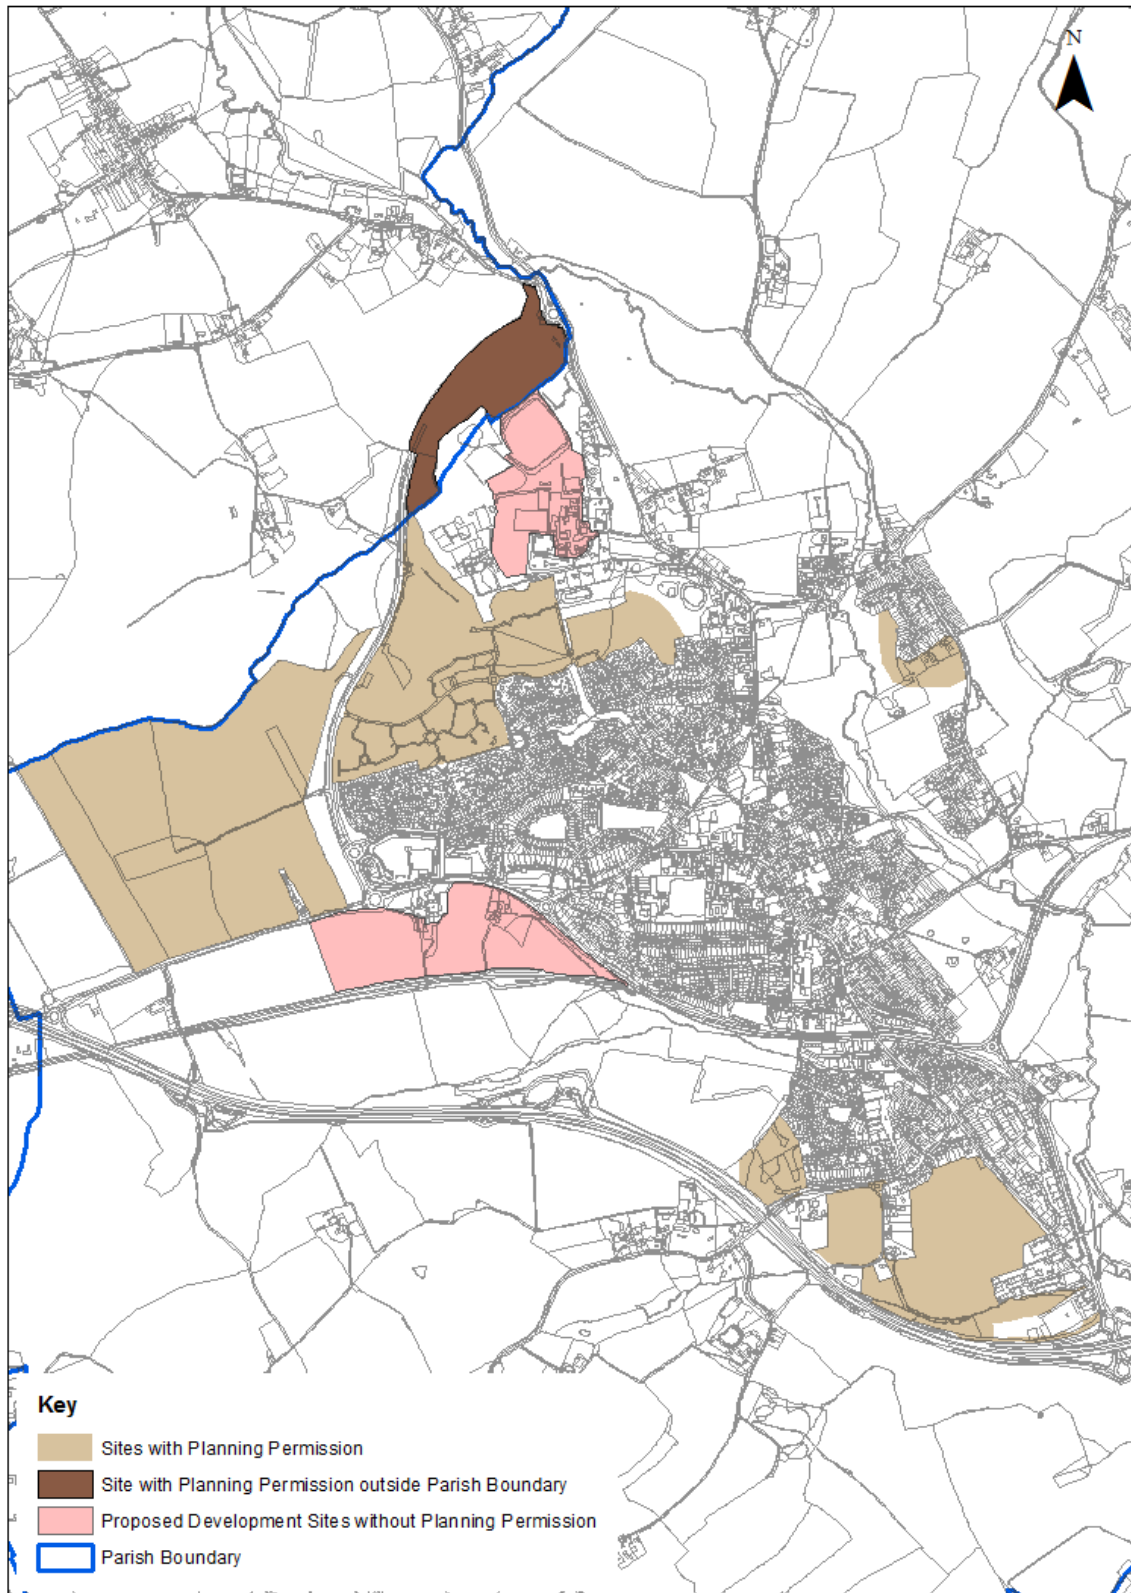 N
Key
Sites with Planning Permission
Site with Planning Permission outside Parish Boundary
Proposed Development Sites without Planning Permission
Parish Boundary